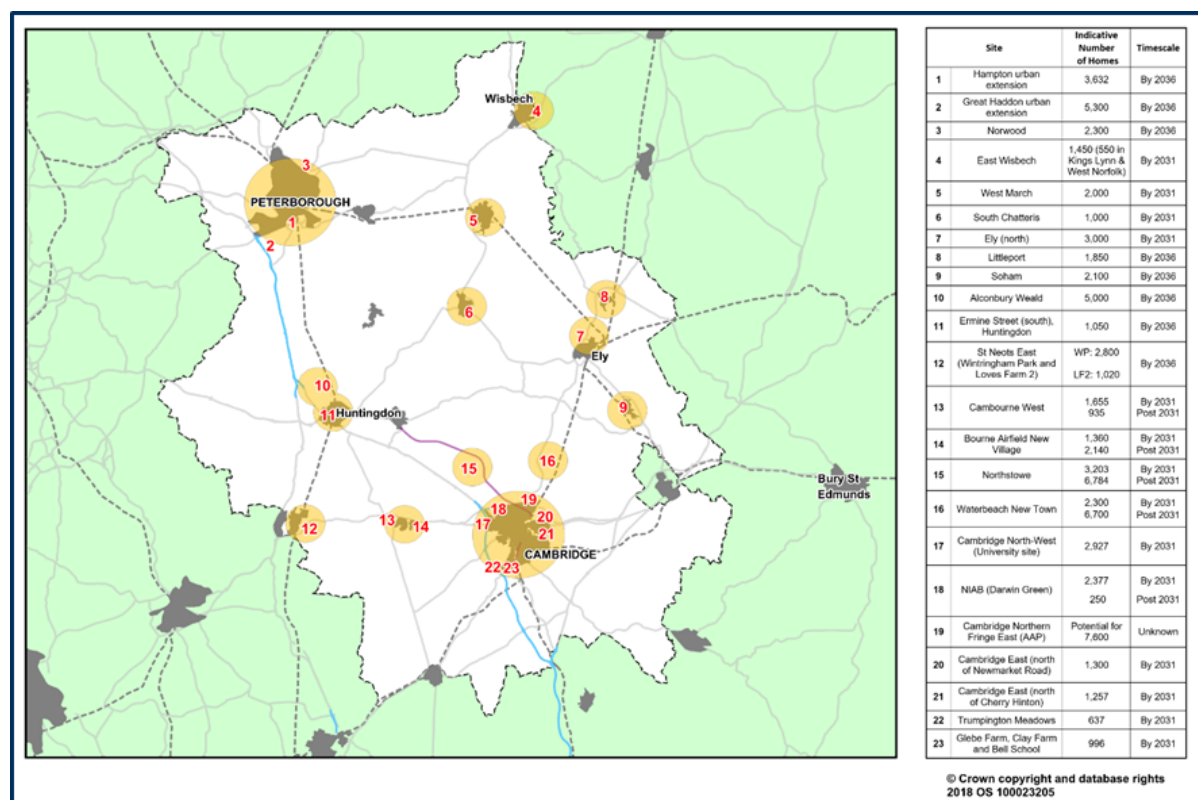 Wisbech
4
3
PETERBOROUGH
1
2
5
6
8
7
Ely
10
11
Huntingdon
9
15
16
Bury St
Edmunds
19
18
20
17
21
12
13
14
CAMBRIDGE
22
23
Site
Indicative
Number
of Homes
Timescale
1 Hampton urban extension 3,632 By 2036
2 Great Haddon urban extension 5,300 By 2036
3 Norwood 2,300 By 2036
4 East Wisbech 1,450 (550 in Kings Lynn & West Norfolk) By 2031
5 West March 2,000 By 2031
6 South Chatteris 1,000 By 2031
7 Ely (north) 3,000 By 2031
8 Littleport 1,850 By 2036
9 Soham 2,100 By 2036
10 Alconbury Weald 5,000 By 2036
11 Ermine Street (south), Huntingdon 1,050 By 2036
12 St Neots East (Wintringham Park and Loves Farm 2) WP: 2,800 LF2: 1,020 By 2036
13 Cambourne West 1,655 By 2031
935 Post 2031
14 Bourne Airfield New Village 1,360 By 2031
2,140 Post 2031
15 Northstowe 3,203 By 2031
6,784 Post 2031
16 Waterbeach New Town 2,300 By 2031
6,700 Post 2031
17 Cambridge North-West (University site) 2,927 By 2031
18 NIAB (Darwin Green) 2,377 By 2031
250 Post 2031
19 Cambridge Northern Fringe East (AAP) Potential for 7,600 Unknown
20 Cambridge East (north of Newmarket Road) 1,300 By 2031
21 Cambridge East (north of Cherry Hinton) 1,257 By 2031
22 Trumpington Meadows 637 By 2031
23 Glebe Farm, Clay Farm and Bell School 996 By 2031
© Crown copyright and database rights
2018 OS 100023205